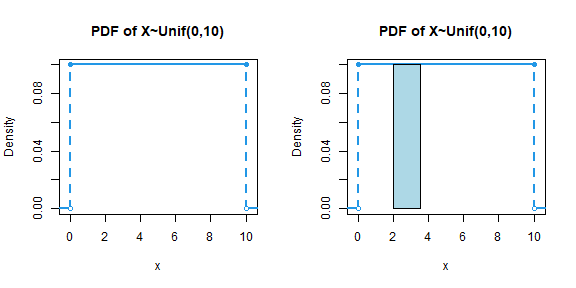 PDF of X~Unif(0,10)
Density
0.00 0.04 0.08
0 2 4 6 8 10
x
PDF of X~Unif(0,10)
Density
0.00 0.04 0.08
0 2 4 6 8 10
x